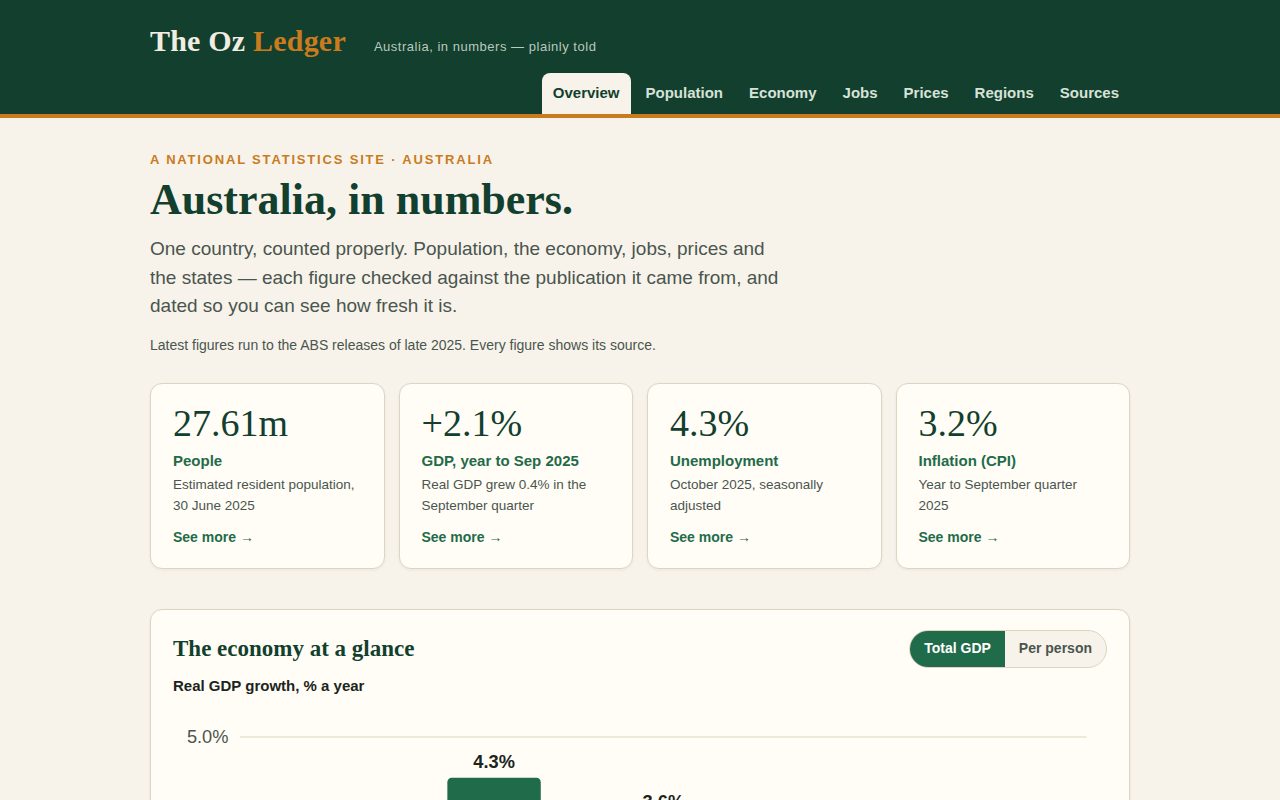 The Oz Ledger
Australia, in numbers — plainly told
Overview Population Economy Jobs Prices Regions Sources
A NATIONAL STATISTICS SITE · AUSTRALIA
Australia, in numbers.
One country, counted properly. Population, the economy, jobs, prices and
the states — each figure checked against the publication it came from, and
dated so you can see how fresh it is.
Latest figures run to the ABS releases of late 2025. Every figure shows its source.
27.61m
People
Estimated resident population,
30 June 2025
See more →
+2.1%
GDP, year to Sep 2025
Real GDP grew 0.4% in the
September quarter
See more →
4.3%
Unemployment
October 2025, seasonally
adjusted
See more →
3.2%
Inflation (CPI)
Year to September quarter
2025
See more →
The economy at a glance
Total GDP Per person
Real GDP growth, % a year
5.0%
4.3%